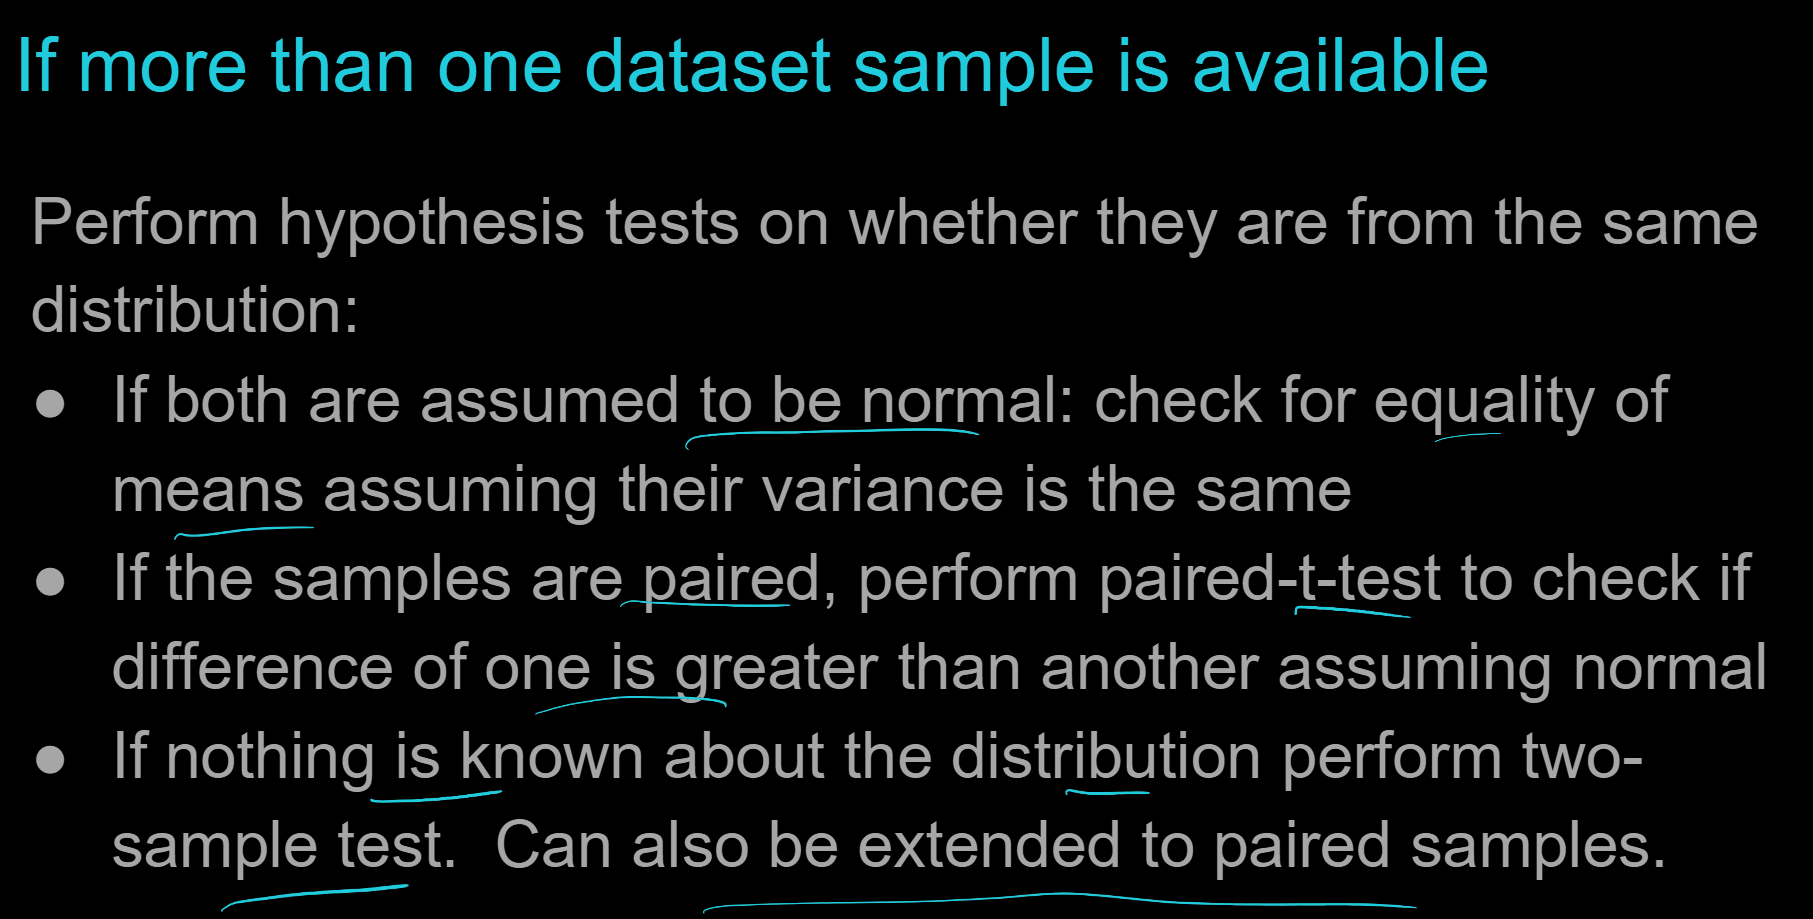 If more than one dataset sample is available
Perform hypothesis tests on whether they are from the same
distribution:
● If both are assumed to be normal: check for equality of
means assuming their variance is the same
● If the samples are paired, perform paired-t-test to check if
difference of one is greater than another assuming normal
● If nothing is known about the distribution perform two-
sample test.  Can also be extended to paired samples.